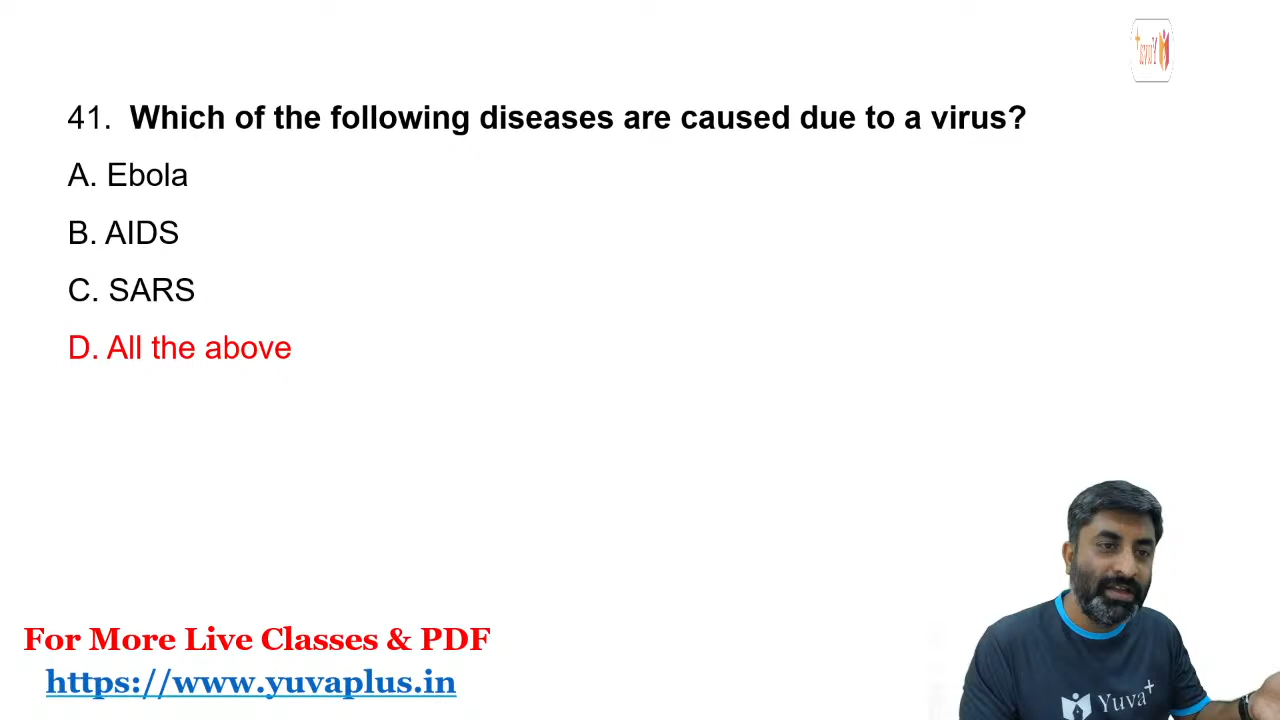 41. Which of the following diseases are caused due to a virus?
A. Ebola
B. AIDS
C. SARS
D. All the above
For More Live Classes & PDF
https://www.yuvaplus.in
Yuva+